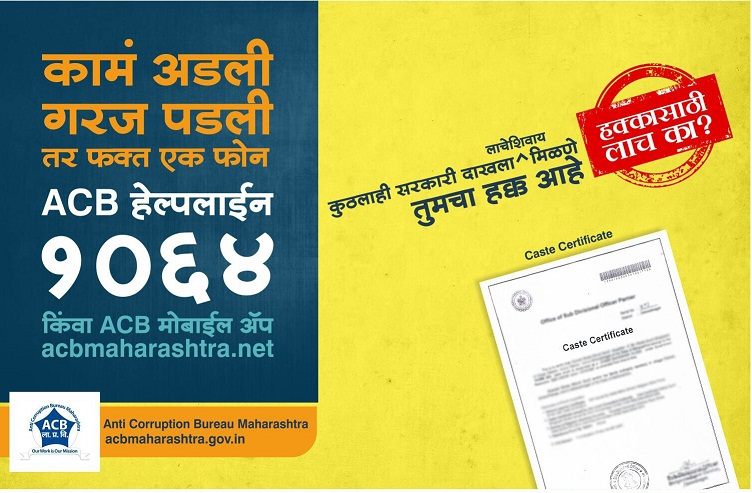 कामं अडली
गरज पडली
तर फक्त एक फोन
ACB हेल्पलाईन
१०६४
किंवा ACB मोबाईल ॲप
acbmaharashtra.net
Anti Corruption Bureau Maharashtra
ACB
ला. प्र. वि.
Our Work is Our Mission
Anti Corruption Bureau Maharashtra
acbmaharashtra.gov.in
हक्कासाठी
लाच का?
लाचेशिवाय
कुठलाही सरकारी दाखला ^ मिळणे
तुमचा हक्क आहे
Caste Certificate
Office of Sub Divisional Officer Parner
Caste Certificate